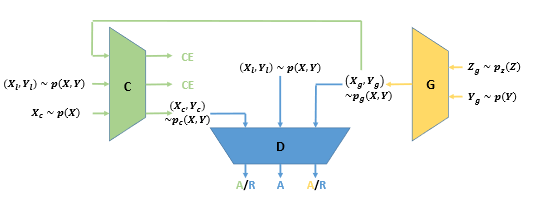 CE
(X_l, Y_l) ~ p(X, Y)
C
CE
X_c ~ p(X)
(X_c, Y_c)
~p_c(X, Y)
(X_l, Y_l) ~ p(X, Y)
(X_g, Y_g)
~p_g(X, Y)
G
Z_g ~ p_z(Z)
Y_g ~ p(Y)
D
A/R
A
A/R